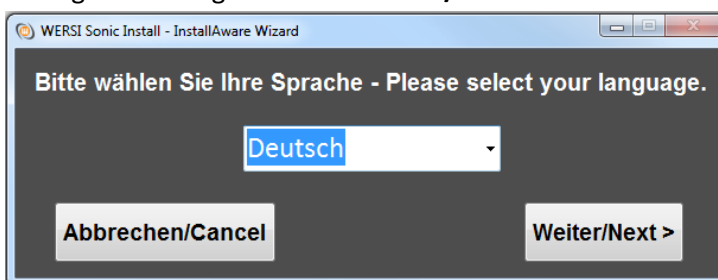 WERSI Sonic Install - InstallAware Wizard
Bitte wählen Sie Ihre Sprache - Please select your language.
Deutsch
Abbrechen/Cancel
Weiter/Next >